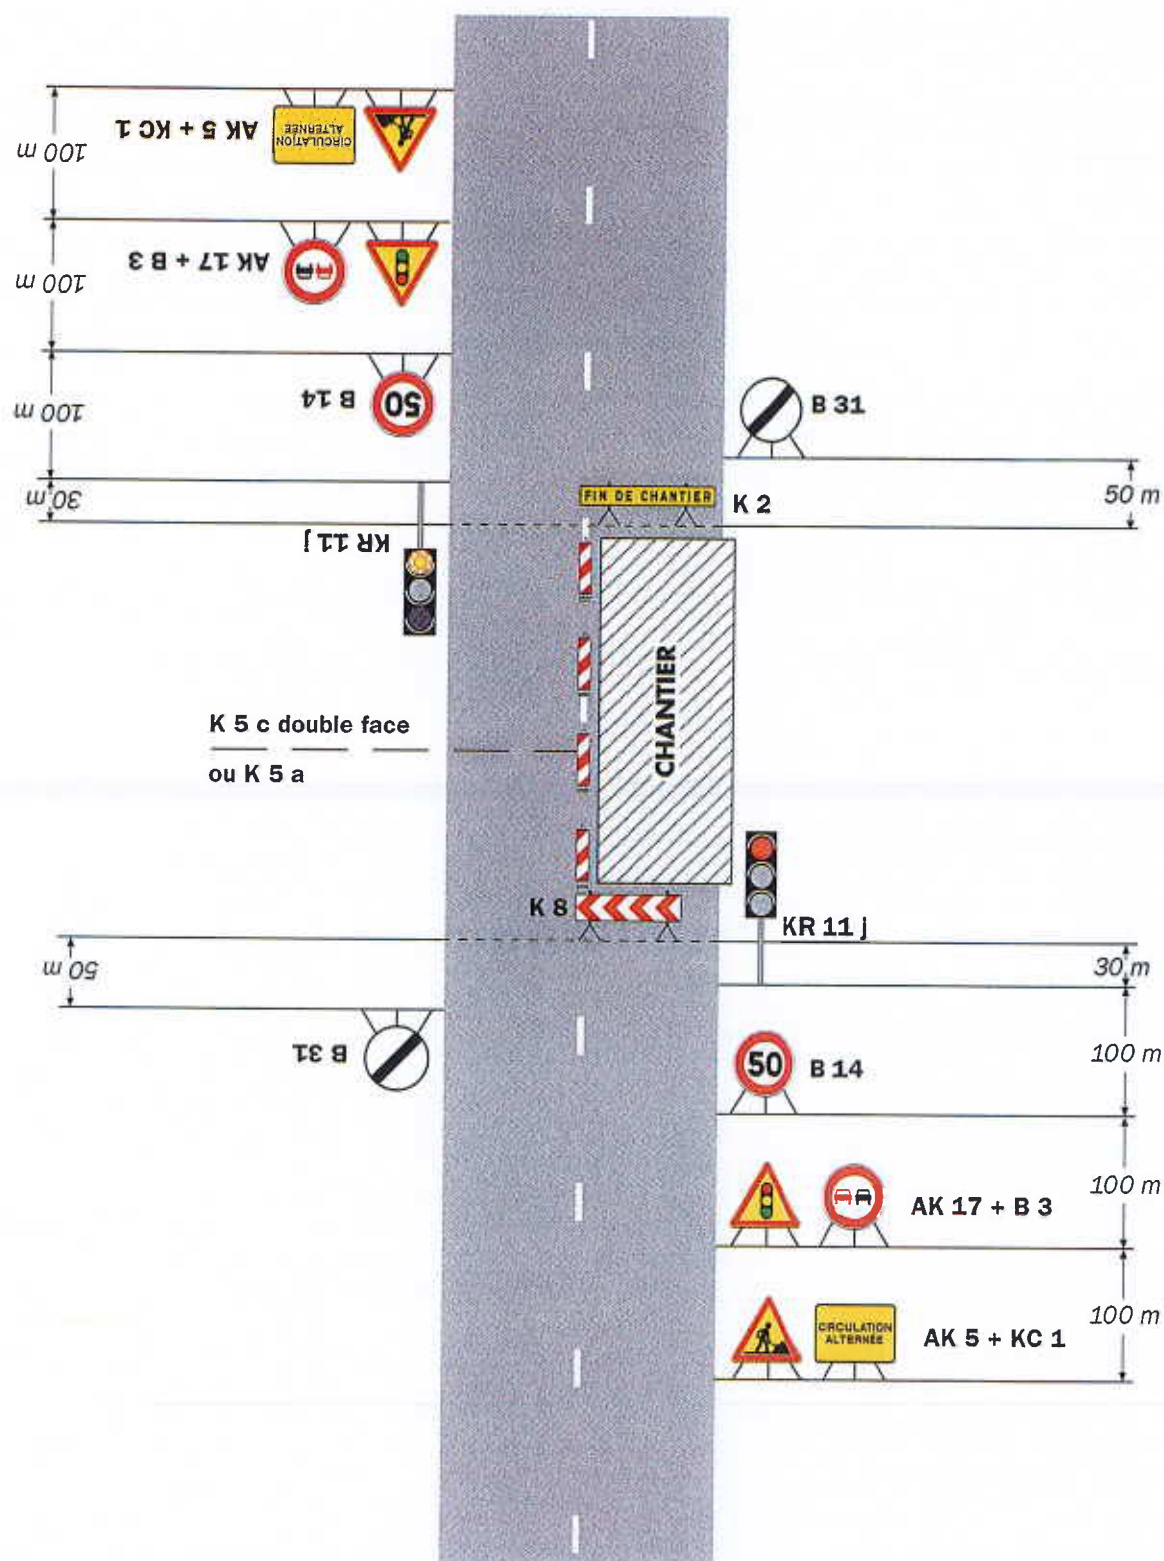 100 m
AK 5 + KC 1
CIRCULATION
ALTERNÉE
100 m
AK 17 + B 3
100 m
B 14
50
B 31
30 m
FIN DE CHANTIER
K 2
50 m
KR 11 j
CHANTIER
K 5 c double face
ou K 5 a
K 8
KR 11 j
50 m
30 m
B 31
50
B 14
100 m
AK 17 + B 3
100 m
CIRCULATION
ALTERNÉE
AK 5 + KC 1
100 m